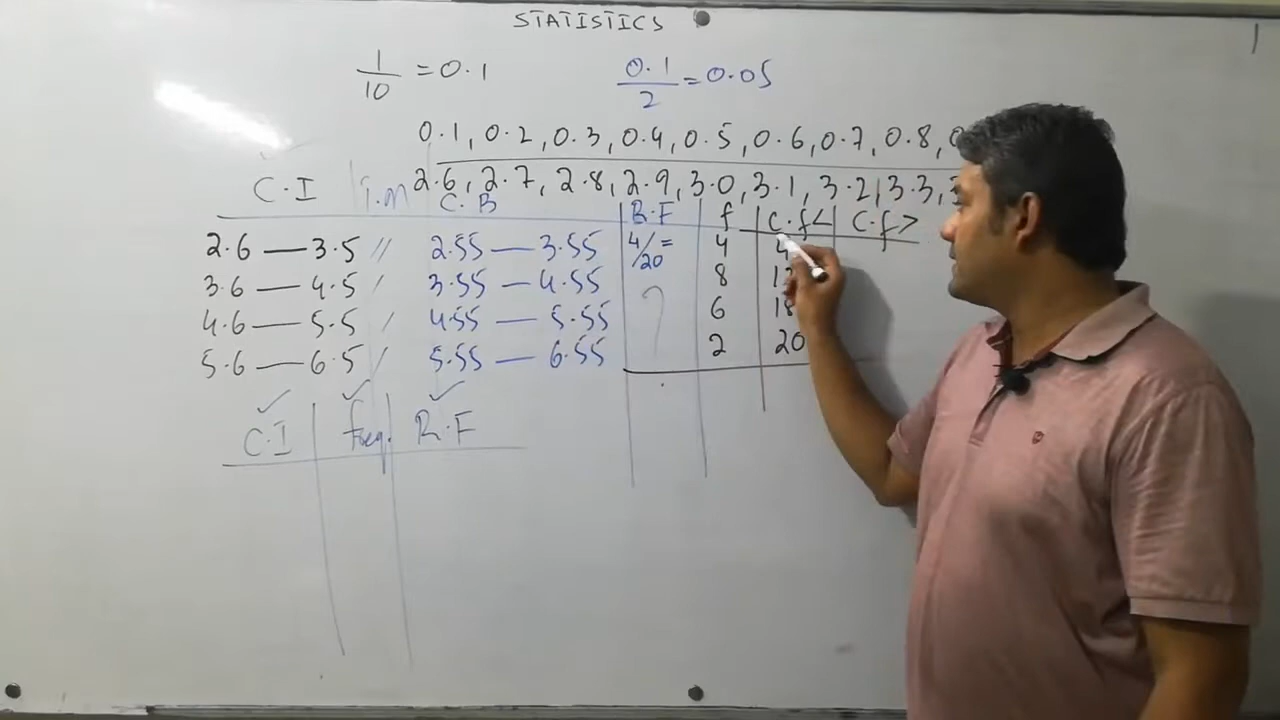 STATISTICS
1/10 = 0.1
0.1/2 = 0.05
0.1, 0.2, 0.3, 0.4, 0.5, 0.6, 0.7, 0.8,
2.6, 2.7, 2.8, 2.9, 3.0, 3.1, 3.2, 3.3,
C.I C.B R.F f C.f< C.f>
2.6 — 3.5 // 2.55 — 3.55 4/20 = 4 4
3.6 — 4.5 / 3.55 — 4.55 8
4.6 — 5.5 / 4.55 — 5.55 ? 6 18
5.6 — 6.5 / 5.55 — 6.55 2 20
C.I freq. R.F